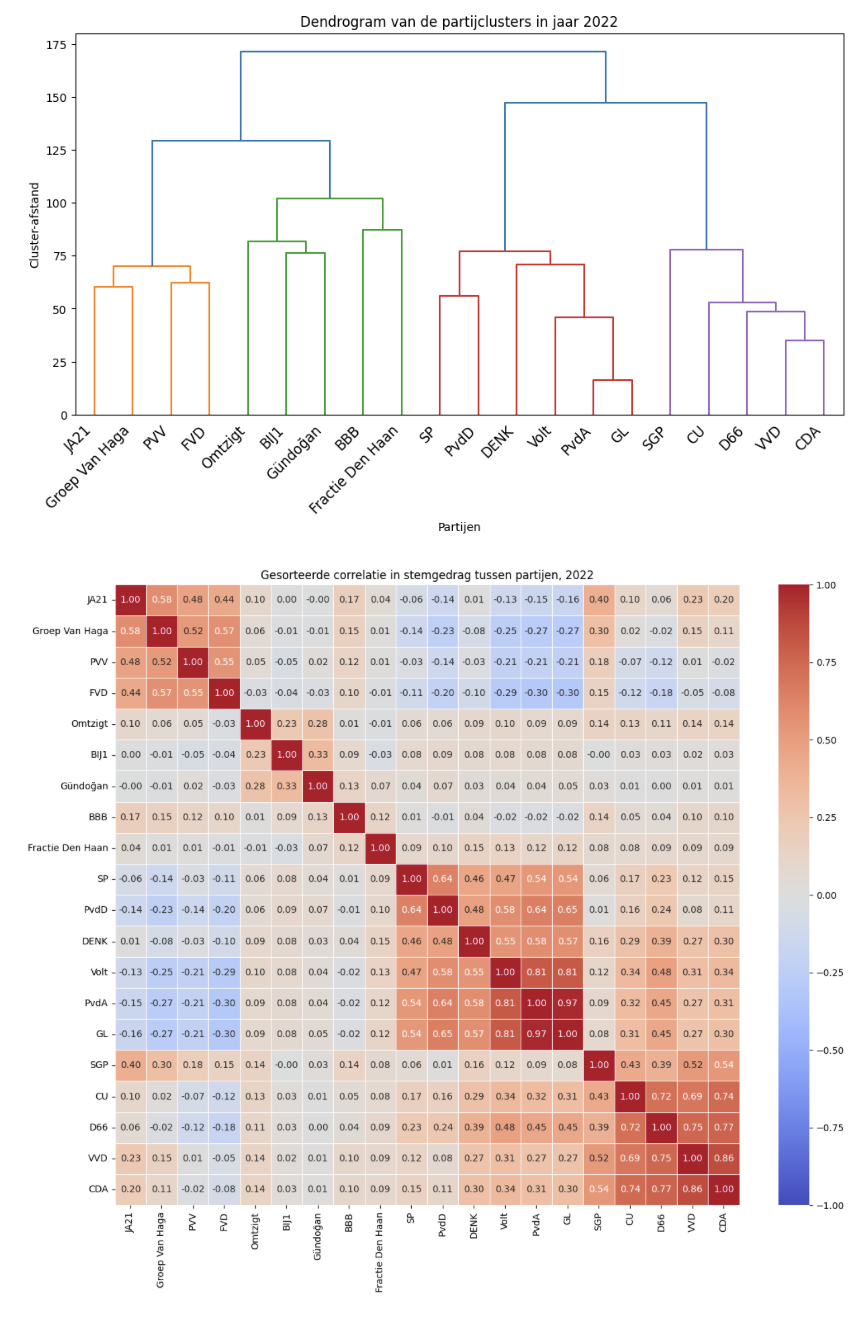 Dendrogram van de partijclusters in jaar 2022
175
150
125
100
75
50
25
0
Cluster-afstand
JA21
Groep Van Haga
PVV
FVD
Omtzigt
BIJ1
Gündoğan
BBB
Fractie Den Haan
SP
PvdD
DENK
Volt
PvdA
GL
SGP
CU
D66
VVD
CDA
Partijen
Gesorteerde correlatie in stemgedrag tussen partijen, 2022
JA21 1.00 0.58 0.48 0.44 0.10 0.00 -0.00 0.17 0.04 -0.06 -0.14 0.01 -0.13 -0.15 -0.16 0.40 0.10 0.06 0.23 0.20
Groep Van Haga 0.58 1.00 0.52 0.57 0.06 -0.01 -0.01 0.15 0.01 -0.14 -0.23 -0.08 -0.25 -0.27 -0.27 0.30 0.02 -0.02 0.15 0.11
PVV 0.48 0.52 1.00 0.55 0.05 -0.05 0.02 0.12 0.01 -0.03 -0.14 -0.03 -0.21 -0.21 -0.21 0.18 -0.07 -0.12 0.01 -0.02
FVD 0.44 0.57 0.55 1.00 -0.03 -0.04 -0.03 0.10 -0.01 -0.11 -0.20 -0.10 -0.29 -0.30 -0.30 0.15 -0.12 -0.18 -0.05 -0.08
Omtzigt 0.10 0.06 0.05 -0.03 1.00 0.23 0.28 0.01 -0.01 0.06 0.06 0.09 0.10 0.09 0.09 0.14 0.13 0.11 0.14 0.14
BIJ1 0.00 -0.01 -0.05 -0.04 0.23 1.00 0.33 0.09 -0.03 0.08 0.09 0.08 0.08 0.08 0.08 -0.00 0.03 0.03 0.02 0.03
Gündoğan -0.00 -0.01 0.02 -0.03 0.28 0.33 1.00 0.13 0.07 0.04 0.07 0.03 0.04 0.04 0.05 0.03 0.01 0.00 0.01 0.01
BBB 0.17 0.15 0.12 0.10 0.01 0.09 0.13 1.00 0.12 0.01 -0.01 0.04 -0.02 -0.02 -0.02 0.14 0.05 0.04 0.10 0.10
Fractie Den Haan 0.04 0.01 0.01 -0.01 -0.01 -0.03 0.07 0.12 1.00 0.09 0.10 0.15 0.13 0.12 0.12 0.08 0.08 0.09 0.09 0.09
SP -0.06 -0.14 -0.03 -0.11 0.06 0.08 0.04 0.01 0.09 1.00 0.64 0.46 0.47 0.54 0.54 0.06 0.17 0.23 0.12 0.15
PvdD -0.14 -0.23 -0.14 -0.20 0.06 0.09 0.07 -0.01 0.10 0.64 1.00 0.48 0.58 0.64 0.65 0.01 0.16 0.24 0.08 0.11
DENK 0.01 -0.08 -0.03 -0.10 0.09 0.08 0.03 0.04 0.15 0.46 0.48 1.00 0.55 0.58 0.57 0.16 0.29 0.39 0.27 0.30
Volt -0.13 -0.25 -0.21 -0.29 0.10 0.08 0.04 -0.02 0.13 0.47 0.58 0.55 1.00 0.81 0.81 0.12 0.34 0.48 0.31 0.34
PvdA -0.15 -0.27 -0.21 -0.30 0.09 0.08 0.04 -0.02 0.12 0.54 0.64 0.58 0.81 1.00 0.97 0.09 0.32 0.45 0.27 0.31
GL -0.16 -0.27 -0.21 -0.30 0.09 0.08 0.05 -0.02 0.12 0.54 0.65 0.57 0.81 0.97 1.00 0.08 0.31 0.45 0.27 0.30
SGP 0.40 0.30 0.18 0.15 0.14 -0.00 0.03 0.14 0.08 0.06 0.01 0.16 0.12 0.09 0.08 1.00 0.43 0.39 0.52 0.54
CU 0.10 0.02 -0.07 -0.12 0.13 0.03 0.01 0.05 0.08 0.17 0.16 0.29 0.34 0.32 0.31 0.43 1.00 0.72 0.69 0.74
D66 0.06 -0.02 -0.12 -0.18 0.11 0.03 0.00 0.04 0.09 0.23 0.24 0.39 0.48 0.45 0.45 0.39 0.72 1.00 0.75 0.77
VVD 0.23 0.15 0.01 -0.05 0.14 0.02 0.01 0.10 0.09 0.12 0.08 0.27 0.31 0.27 0.27 0.52 0.69 0.75 1.00 0.86
CDA 0.20 0.11 -0.02 -0.08 0.14 0.03 0.01 0.10 0.09 0.15 0.11 0.30 0.34 0.31 0.30 0.54 0.74 0.77 0.86 1.00
JA21
Groep Van Haga
PVV
FVD
Omtzigt
BIJ1
Gündoğan
BBB
Fractie Den Haan
SP
PvdD
DENK
Volt
PvdA
GL
SGP
CU
D66
VVD
CDA
1.00
0.75
0.50
0.25
0.00
−0.25
−0.50
−0.75
−1.00